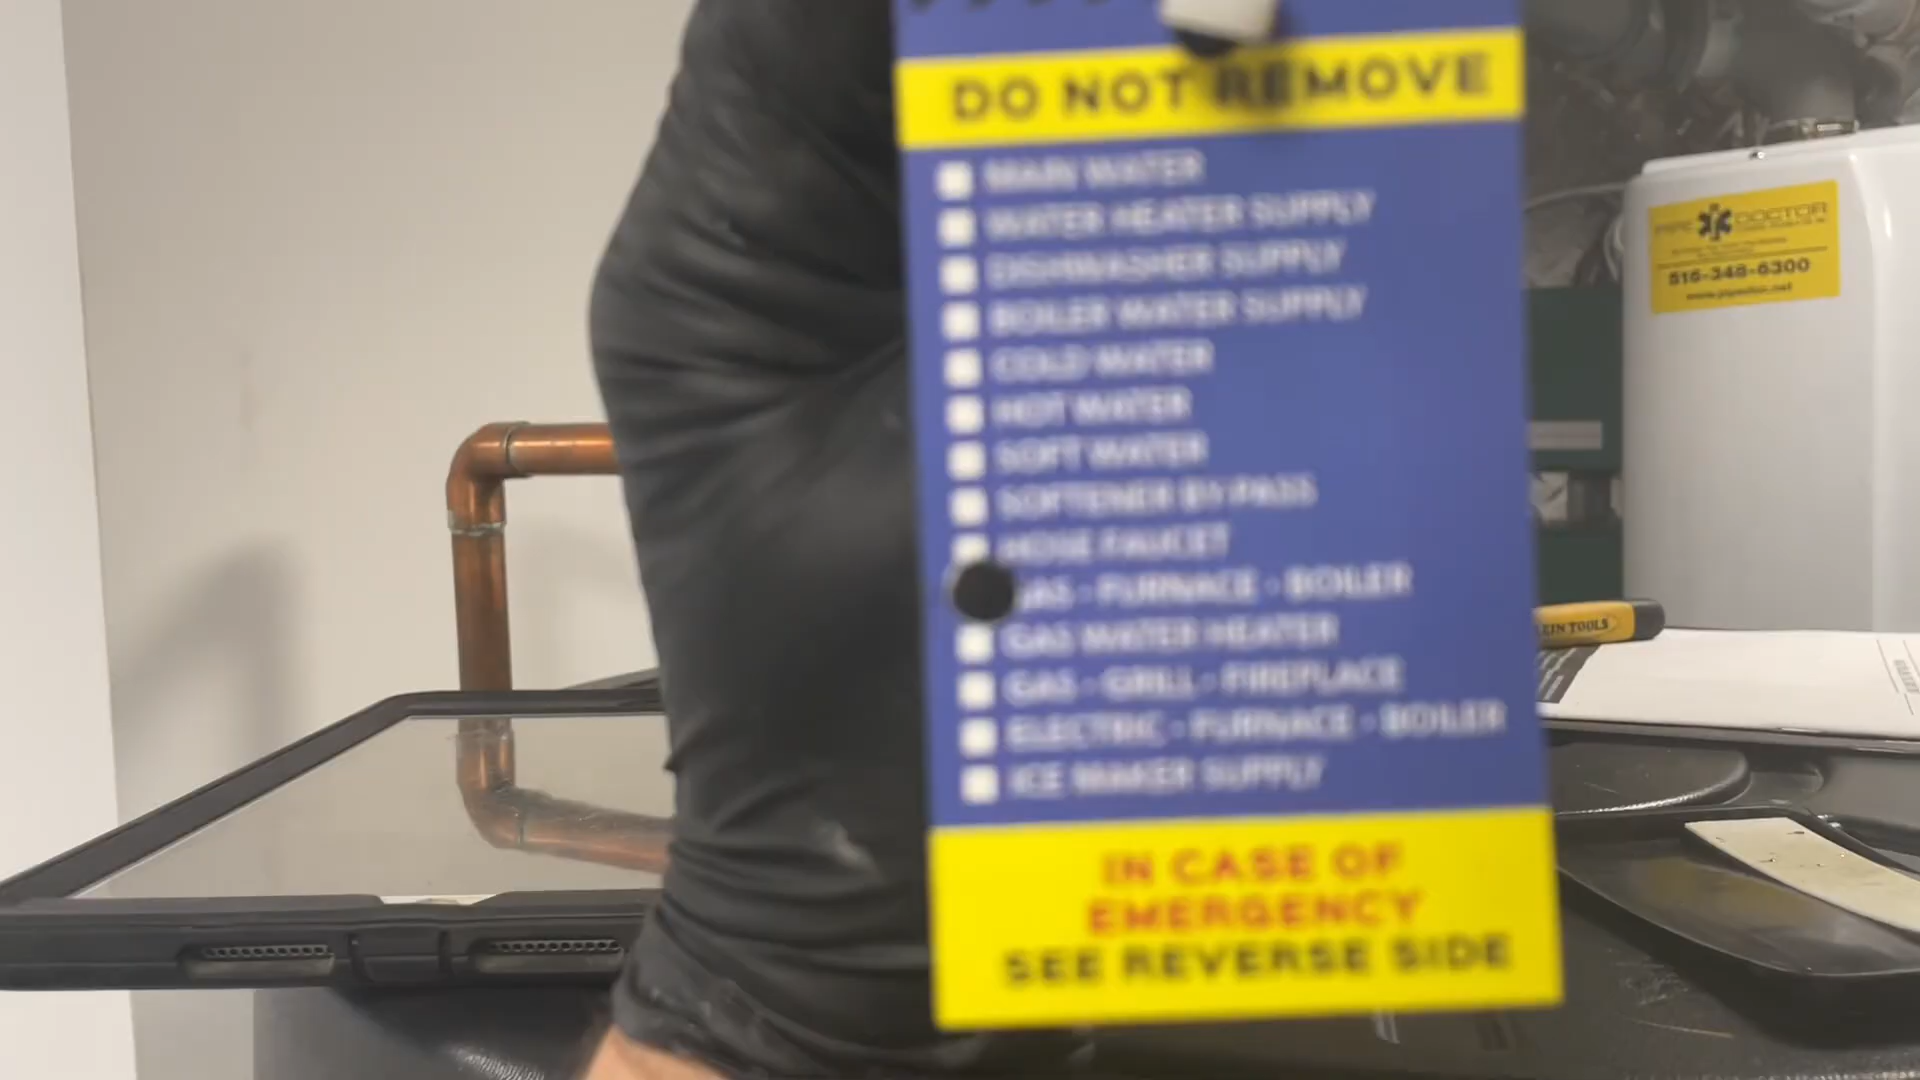 DO NOT REMOVE
MAIN WATER
WATER HEATER SUPPLY
DISHWASHER SUPPLY
BOILER WATER SUPPLY
COLD WATER
HOT WATER
SOFT WATER
SOFTENER BY-PASS
HOSE FAUCET
GAS - FURNACE - BOILER
GAS WATER HEATER
GAS - GRILL - FIREPLACE
ELECTRIC - FURNACE - BOILER
ICE MAKER SUPPLY
IN CASE OF
EMERGENCY
SEE REVERSE SIDE
DOCTOR
516-348-6300
KLEIN TOOLS